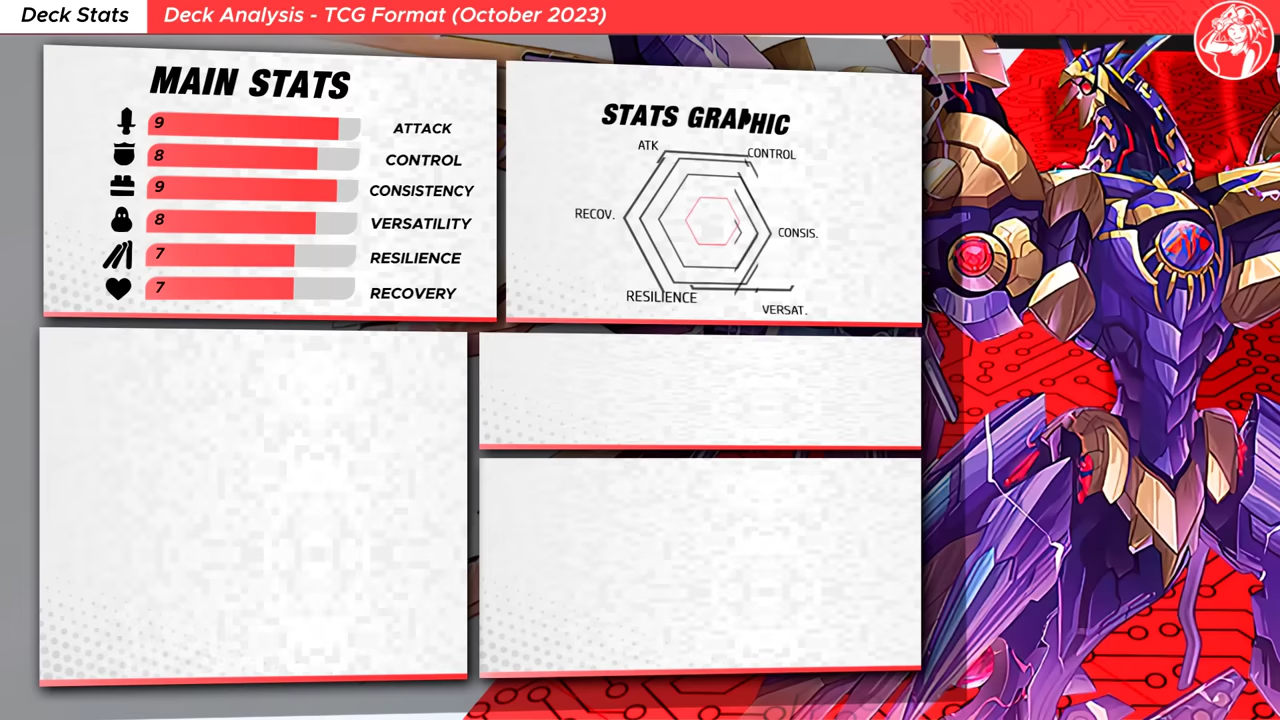 Deck Stats
Deck Analysis - TCG Format (October 2023)
MAIN STATS
9 ATTACK
8 CONTROL
9 CONSISTENCY
8 VERSATILITY
7 RESILIENCE
7 RECOVERY
STATS GRAPHIC
ATK
CONTROL
RECOV.
CONSIS.
RESILIENCE
VERSAT.